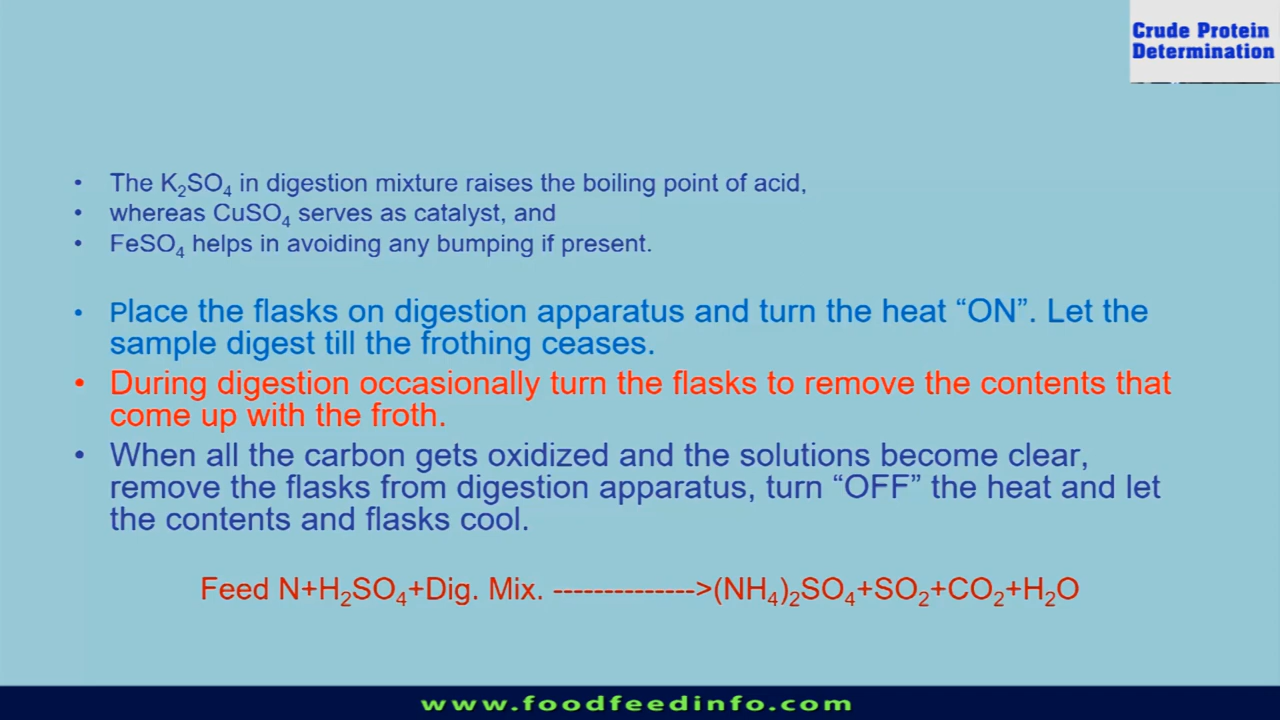 Crude Protein
Determination
• The K₂SO₄ in digestion mixture raises the boiling point of acid,
• whereas CuSO₄ serves as catalyst, and
• FeSO₄ helps in avoiding any bumping if present.
• Place the flasks on digestion apparatus and turn the heat “ON”. Let the
sample digest till the frothing ceases.
• During digestion occasionally turn the flasks to remove the contents that
come up with the froth.
• When all the carbon gets oxidized and the solutions become clear,
remove the flasks from digestion apparatus, turn “OFF” the heat and let
the contents and flasks cool.
Feed N+H₂SO₄+Dig. Mix. -------------->(NH₄)₂SO₄+SO₂+CO₂+H₂O
www.foodfeedinfo.com